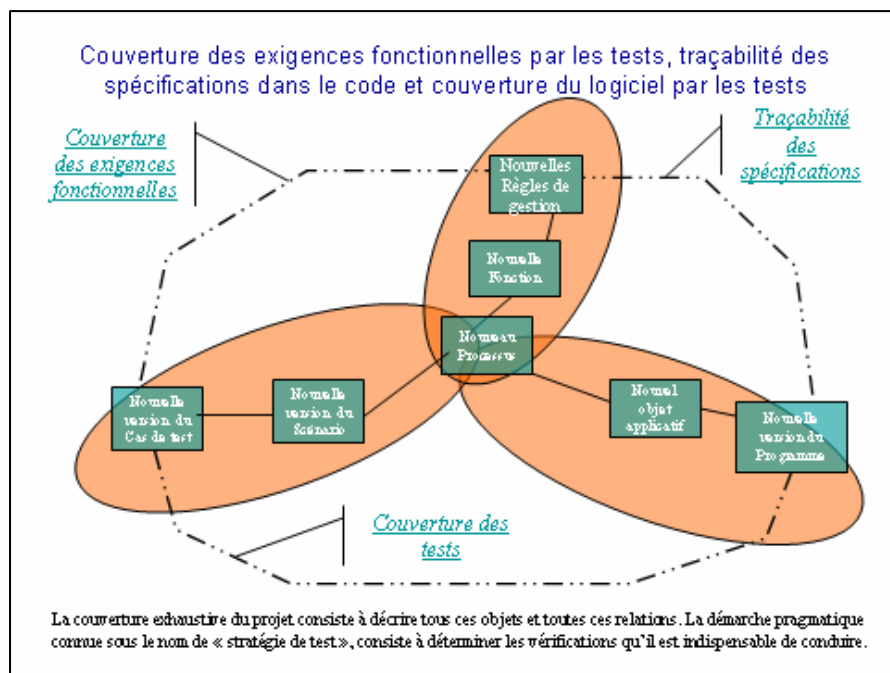 Couverture des exigences fonctionnelles par les tests, traçabilité des
spécifications dans le code et couverture du logiciel par les tests
Couverture
des exigences
fonctionnelles
Traçabilité
des
spécifications
Nouvelles
Règles de
gestion
Nouvelle
Fonction
Nouveau
Processus
Nouvelle
version du
Cas de test
Nouvelle
version du
Scénario
Nouvel
objet
applicatif
Nouvelle
version du
Programme
Couverture des
tests
La couverture exhaustive du projet consiste à décrire tous ces objets et toutes ces relations. La démarche pragmatique
connue sous le nom de « stratégie de test », consiste à déterminer les vérifications qu'il est indispensable de conduire.